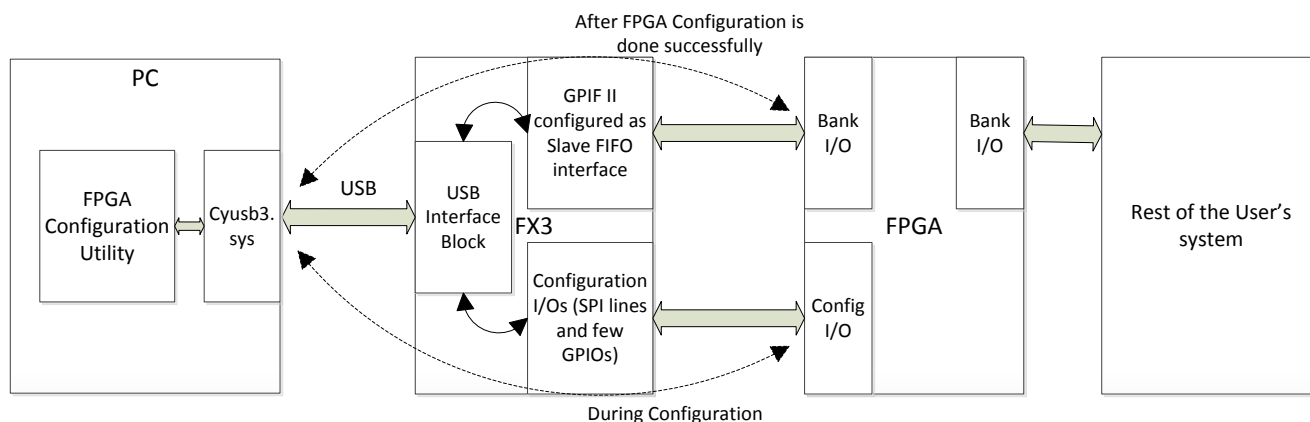 After FPGA Configuration is
done successfully
PC
FPGA
Configuration
Utility
Cyusb3.
sys
USB
USB
Interface
Block
FX3
GPIF II
configured as
Slave FIFO
interface
Configuration
I/Os (SPI lines
and few
GPIOs)
Bank
I/O
Bank
I/O
FPGA
Config
I/O
Rest of the User’s
system
During Configuration